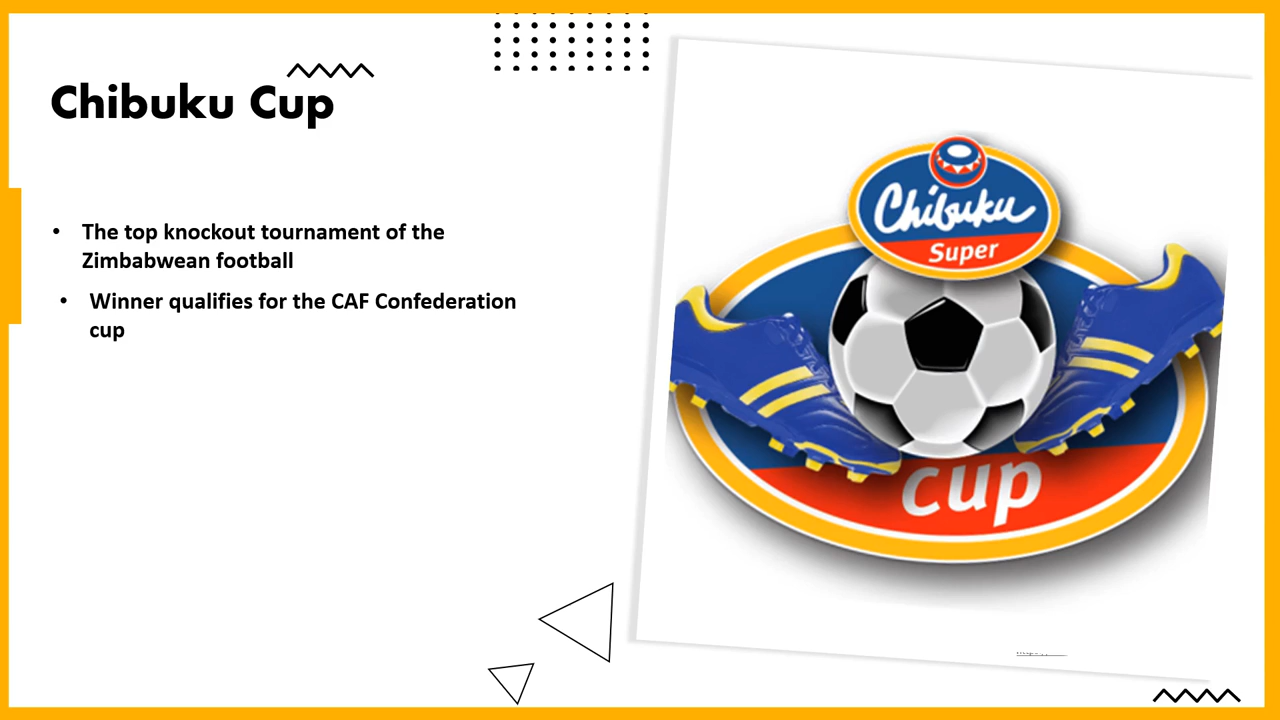 Chibuku Cup
• The top knockout tournament of the
Zimbabwean football
• Winner qualifies for the CAF Confederation
cup
Chibuku
Super
cup